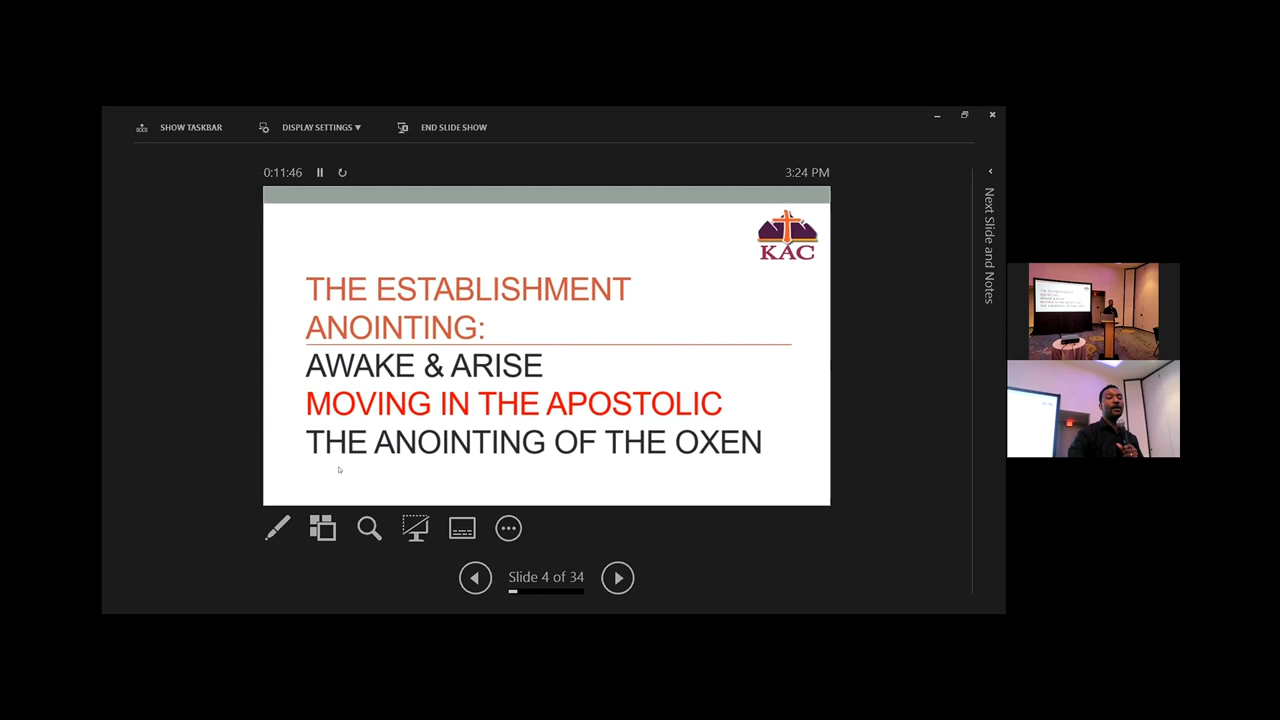 SHOW TASKBAR
DISPLAY SETTINGS ▼
END SLIDE SHOW
0:11:46
3:24 PM
KAC
THE ESTABLISHMENT
ANOINTING:
AWAKE & ARISE
MOVING IN THE APOSTOLIC
THE ANOINTING OF THE OXEN
Slide 4 of 34
Next Slide and Notes